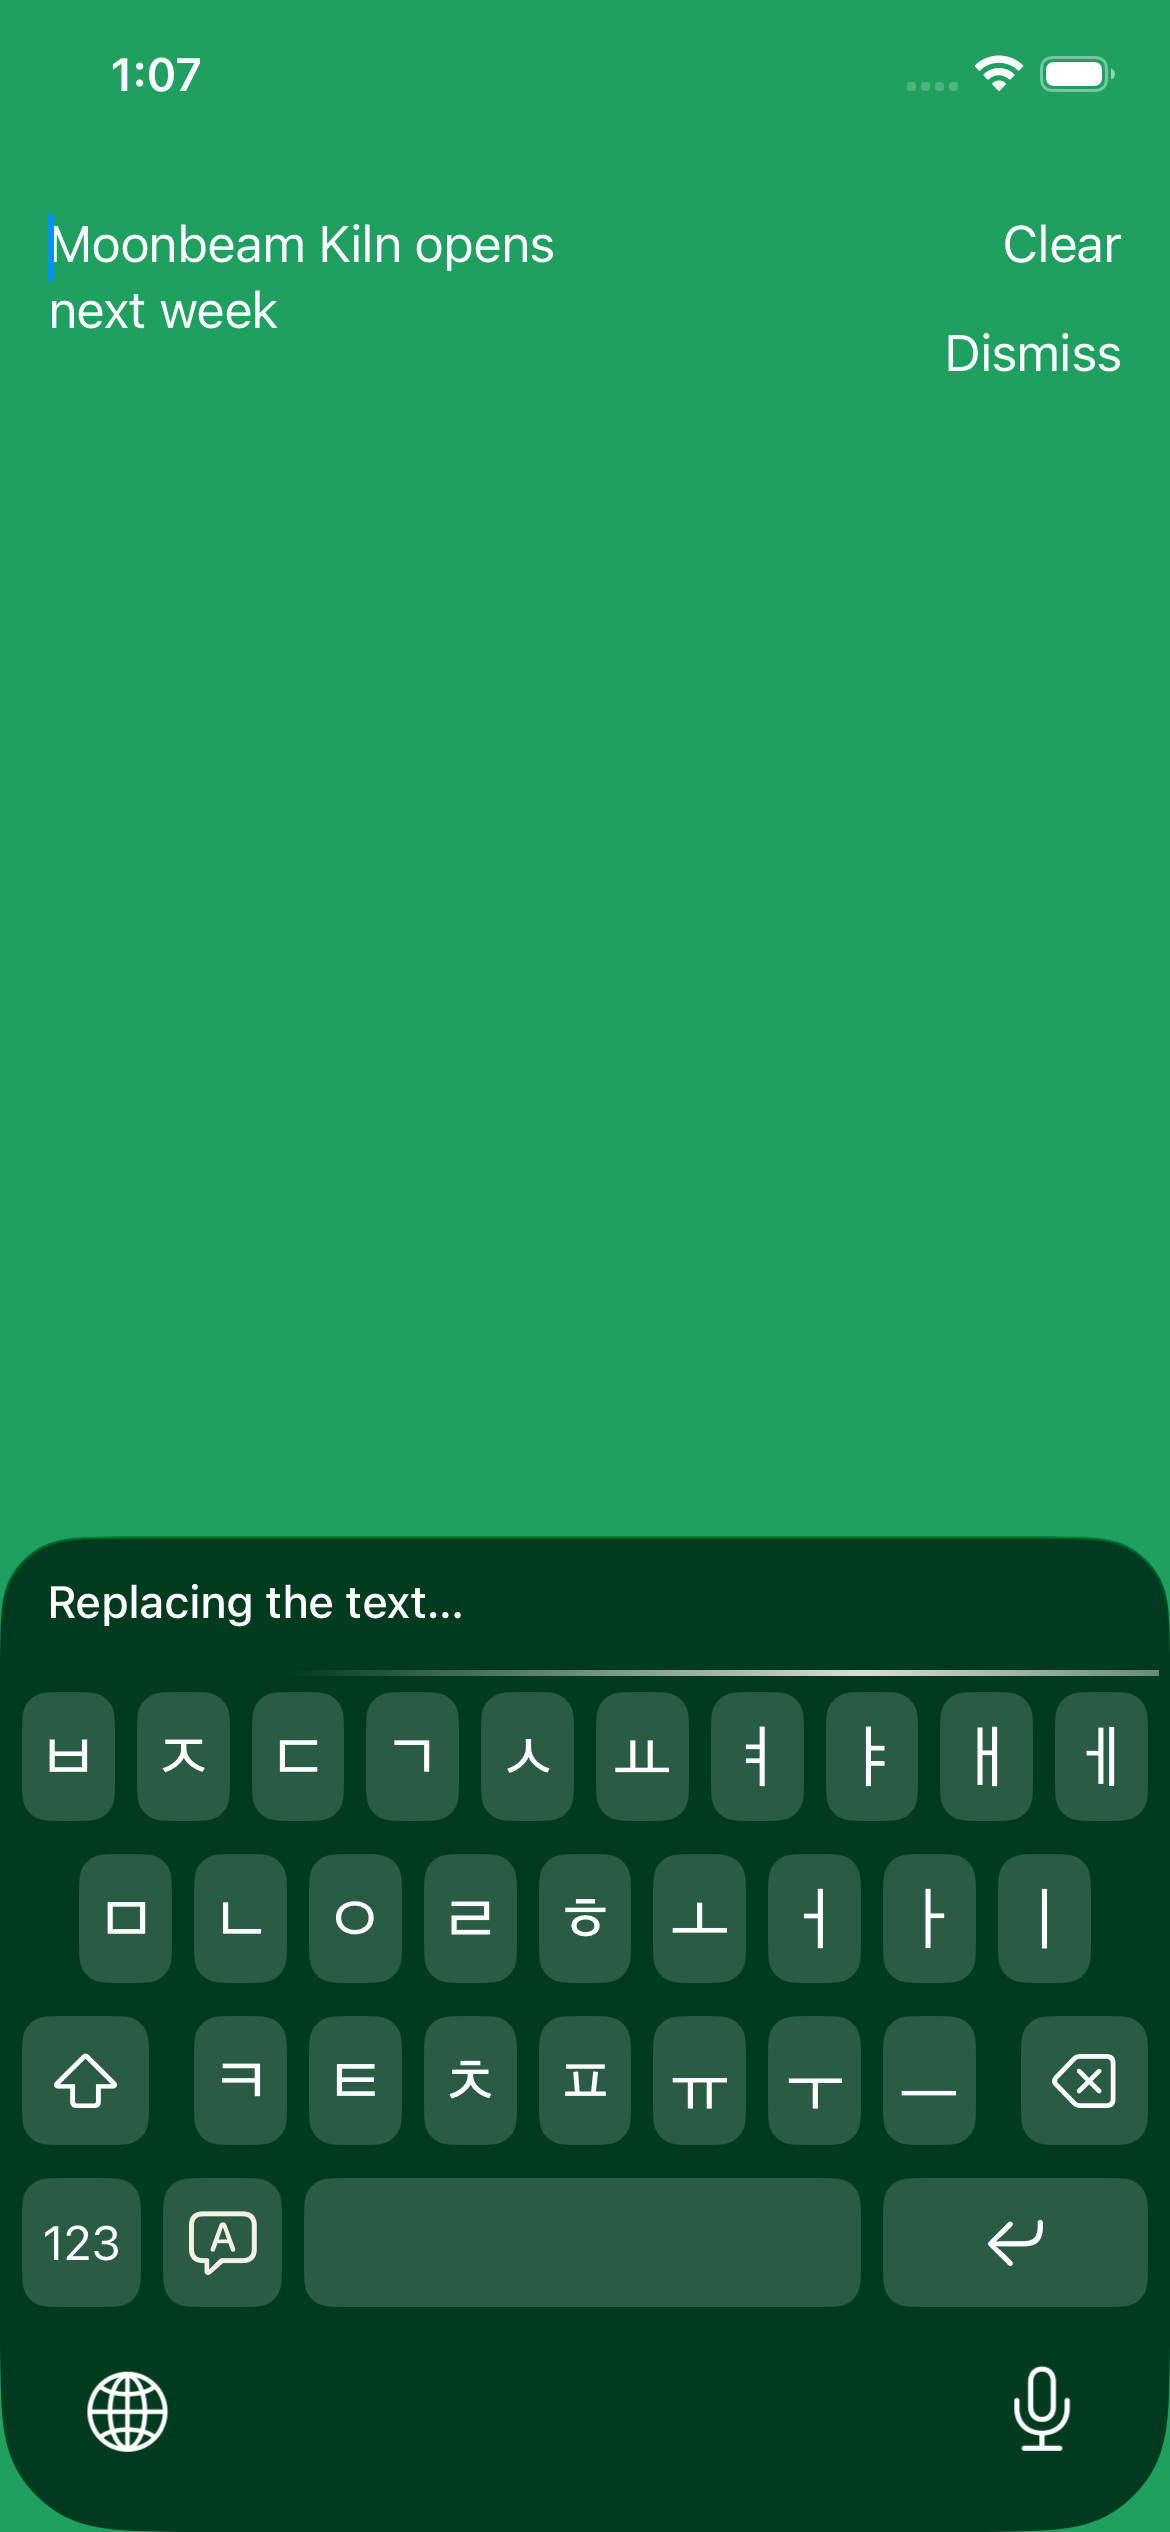 1:07
Moonbeam Kiln opens
next week
Clear
Dismiss
Replacing the text...
ㅂ ㅈ ㄷ ㄱ ㅅ ㅛ ㅕ ㅑ ㅐ ㅔ
ㅁ ㄴ ㅇ ㄹ ㅎ ㅗ ㅓ ㅏ ㅣ
ㅋ ㅌ ㅊ ㅍ ㅠ ㅜ ㅡ
123 A